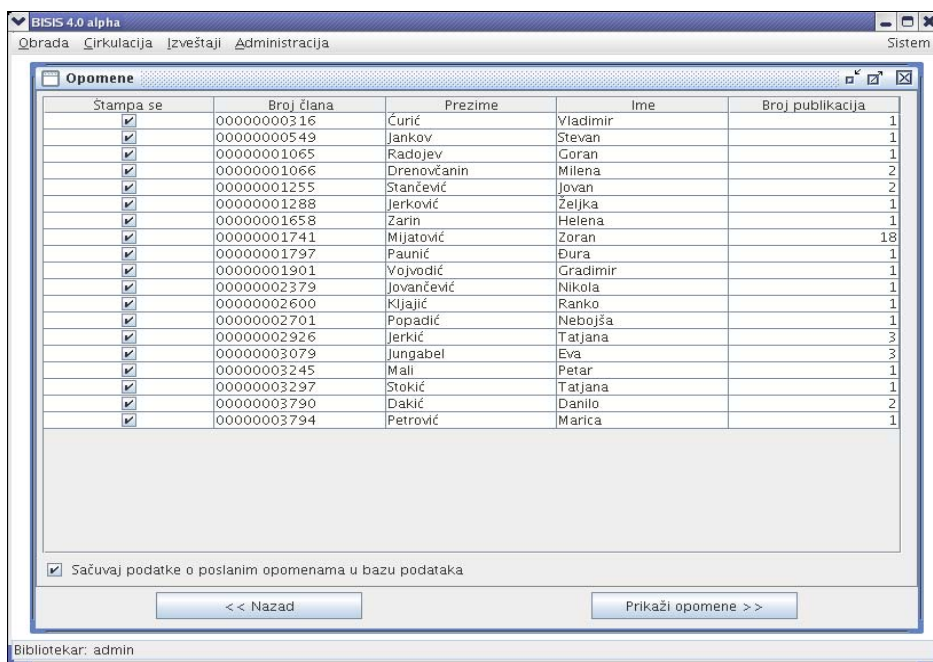 BISIS 4.0 alpha
Obrada Cirkulacija Izveštaji Administracija Sistem
Opomene
Štampa se Broj člana Prezime Ime Broj publikacija
00000000316 Ćurić Vladimir 1
00000000549 Jankov Stevan 1
00000001065 Radojev Goran 1
00000001066 Drenovčanin Milena 2
00000001255 Stančević Jovan 2
00000001288 Jerković Željka 1
00000001658 Zarin Helena 1
00000001741 Mijatović Zoran 18
00000001797 Paunić Đura 1
00000001901 Vojvodić Gradimir 1
00000002379 Jovančević Nikola 1
00000002600 Kljajić Ranko 1
00000002701 Popadić Nebojša 1
00000002926 Jerkić Tatjana 3
00000003079 Jungabel Eva 3
00000003245 Mali Petar 1
00000003297 Stokić Tatjana 1
00000003790 Dakić Danilo 2
00000003794 Petrović Marica 1
Sačuvaj podatke o poslanim opomenama u bazu podataka
<< Nazad Prikaži opomene >>
Bibliotekar: admin